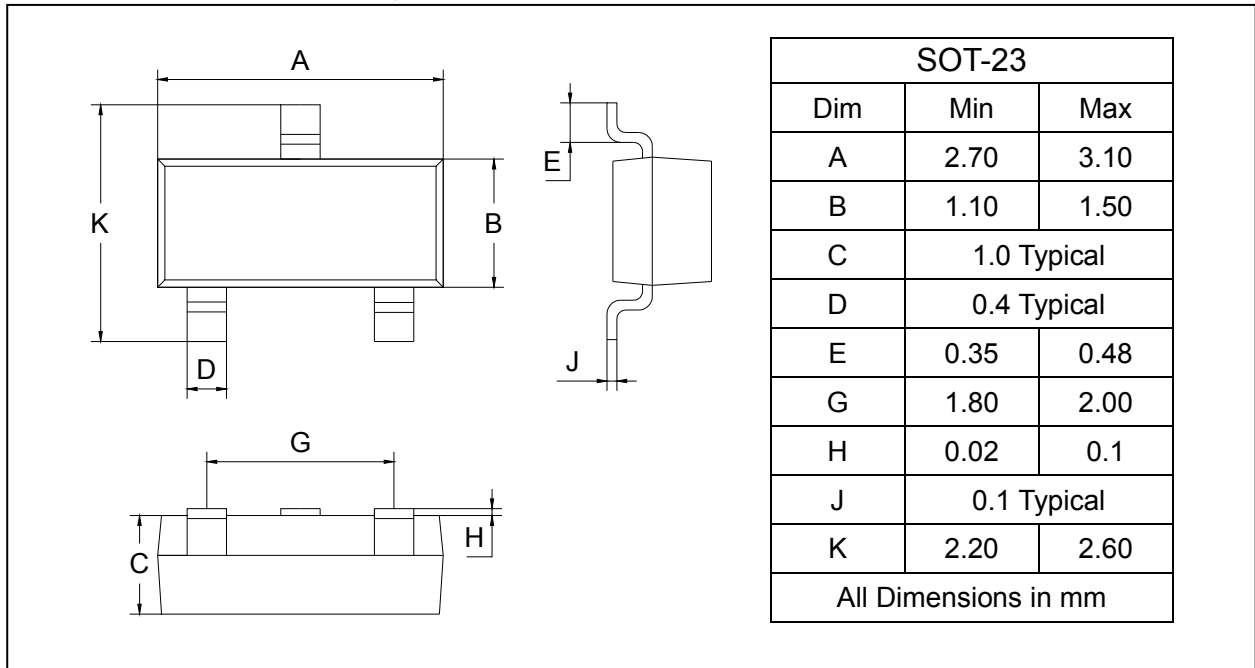 A
K
B
D
E
J
G
C
H
SOT-23
Dim Min Max
A 2.70 3.10
B 1.10 1.50
C 1.0 Typical
D 0.4 Typical
E 0.35 0.48
G 1.80 2.00
H 0.02 0.1
J 0.1 Typical
K 2.20 2.60
All Dimensions in mm